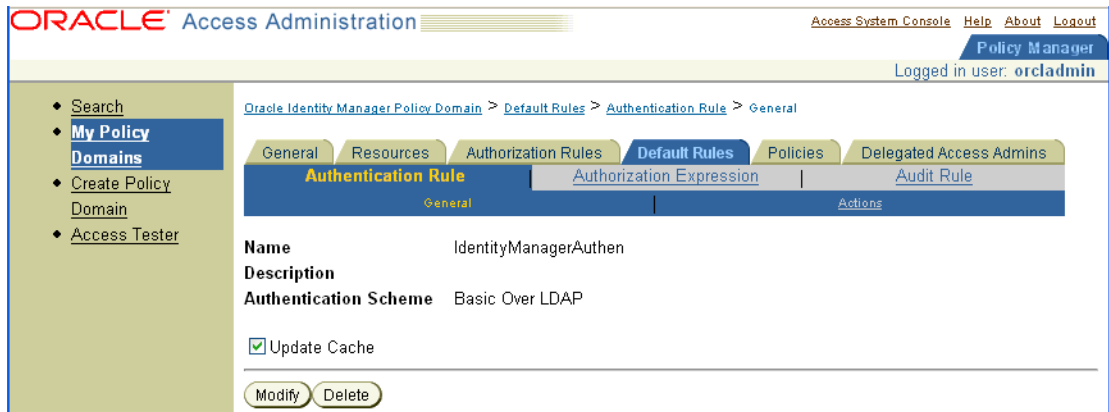 ORACLE Access Administration
Access System Console Help About Logout
Policy Manager
Logged in user: orcladmin
Search
My Policy
Domains
Create Policy
Domain
Access Tester
Oracle Identity Manager Policy Domain > Default Rules > Authentication Rule > General
General Resources Authorization Rules Default Rules Policies Delegated Access Admins
Authentication Rule | Authorization Expression | Audit Rule
General | Actions
Name IdentityManagerAuthen
Description
Authentication Scheme Basic Over LDAP
Update Cache
Modify Delete